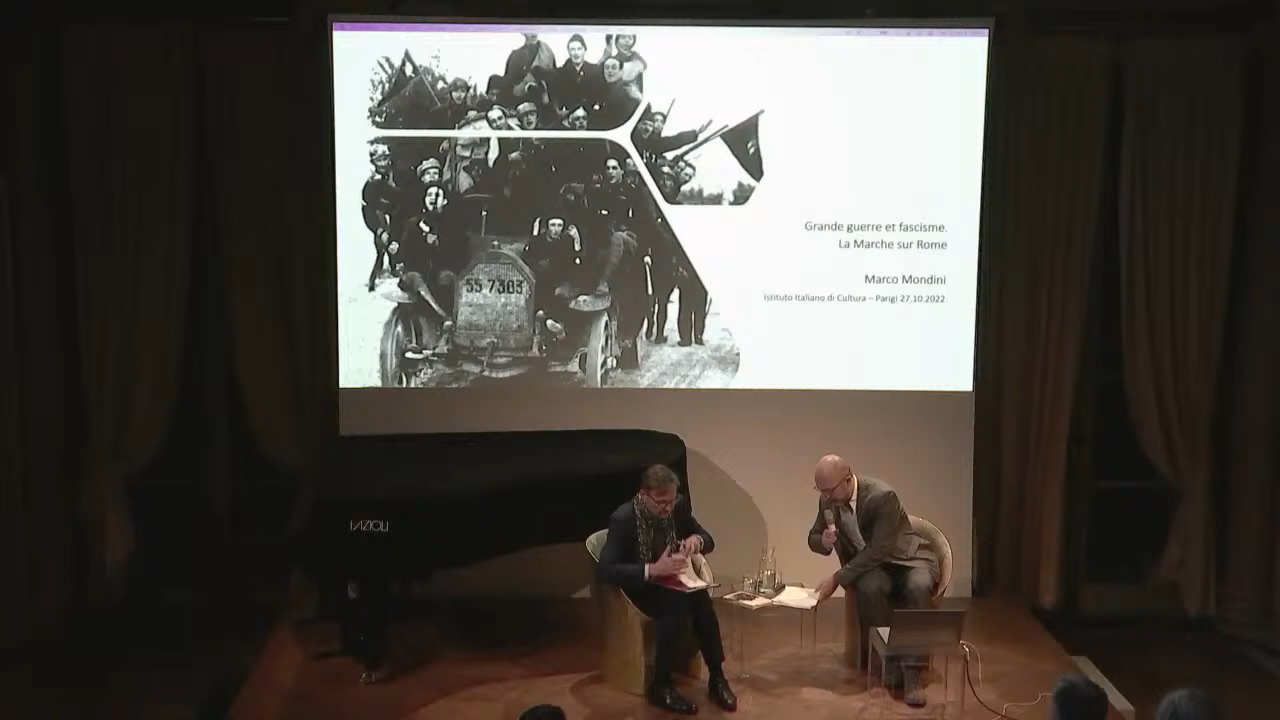 55 7303
Grande guerre et fascisme.
La Marche sur Rome
Marco Mondini
Istituto Italiano di Cultura – Parigi 27.10.2022
FAZIOLI